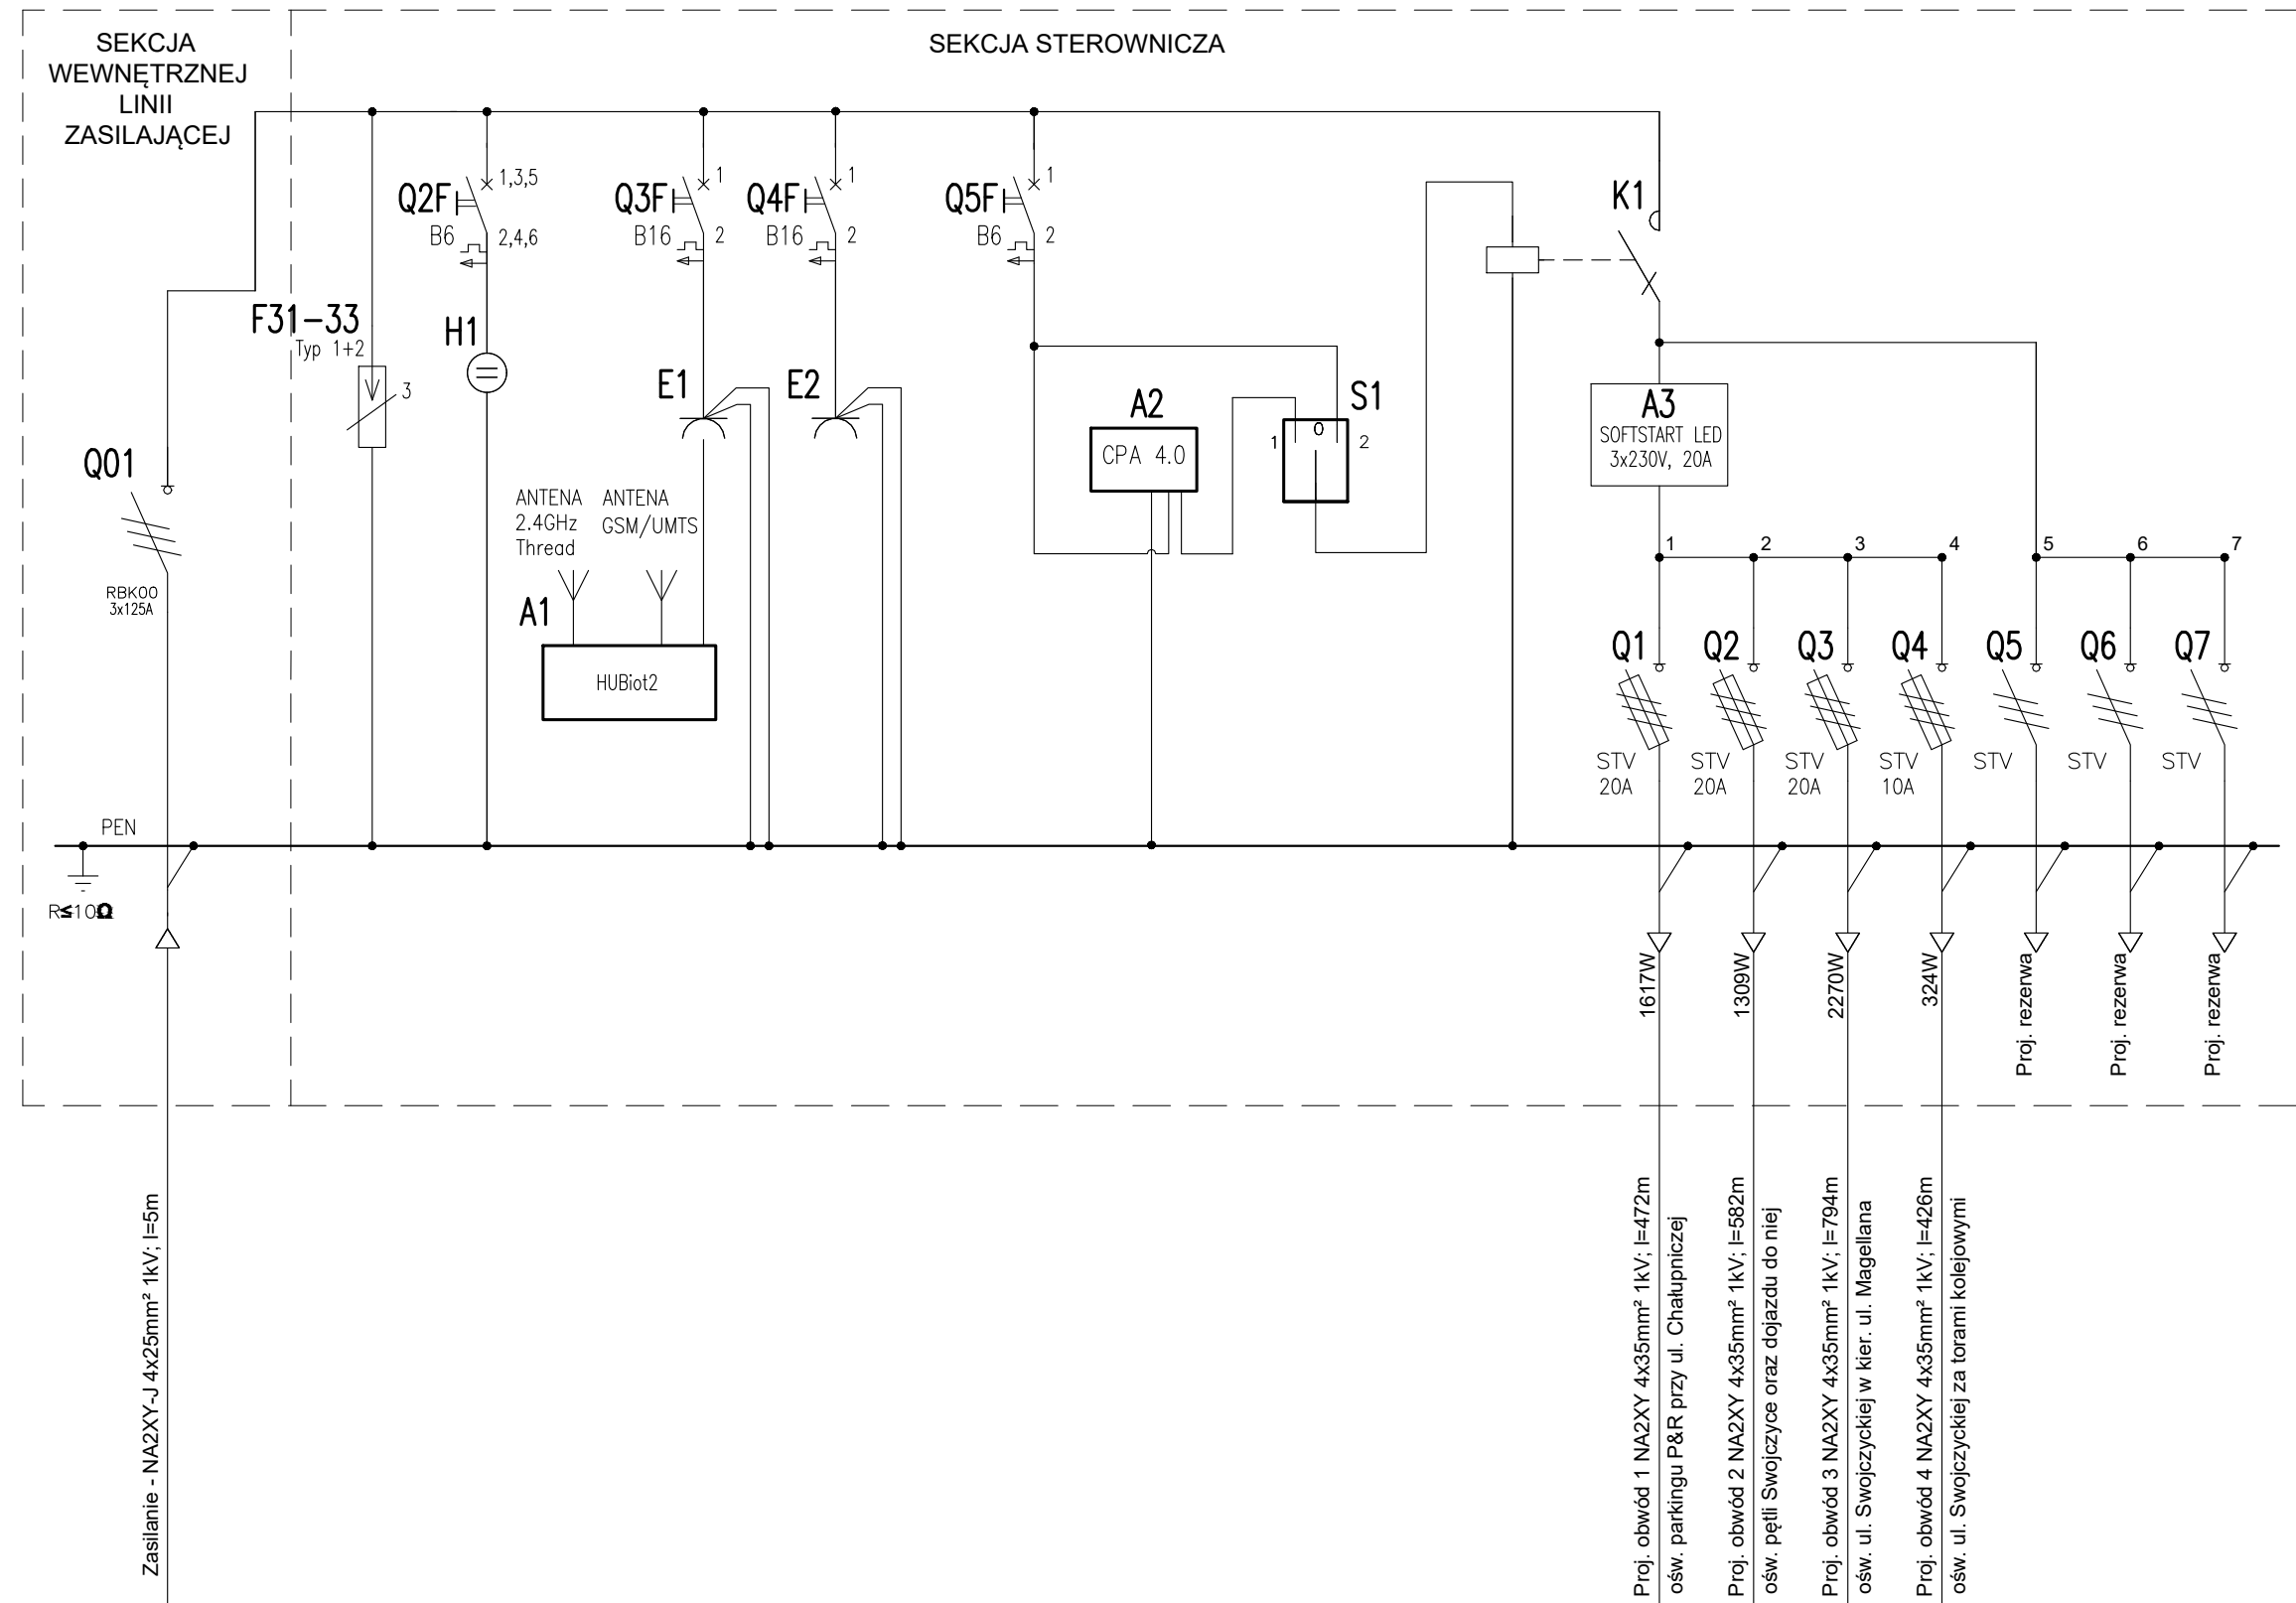 SEKCJA
WEWNĘTRZNEJ
LINII
ZASILAJĄCEJ
SEKCJA STEROWNICZA
Q2F
1,3,5
B6
2,4,6
Q3F
1
B16
2
Q4F
1
B16
2
Q5F
1
B6
2
K1
F31-33
Typ 1+2
3
H1
E1
E2
A2
CPA 4.0
S1
1
0
2
A3
SOFTSTART LED
3x230V, 20A
Q01
RBK00
3x125A
ANTENA
2.4GHz
Thread
ANTENA
GSM/UMTS
A1
HUBiot2
1
2
3
4
5
6
7
Q1
Q2
Q3
Q4
Q5
Q6
Q7
STV
20A
STV
20A
STV
20A
STV
10A
STV
STV
STV
PEN
R≤10Ω
1617W
1309W
2270W
324W
Proj. rezerwa
Proj. rezerwa
Proj. rezerwa
Zasilanie - NA2XY-J 4x25mm² 1kV; l=5m
Proj. obwód 1 NA2XY 4x35mm² 1kV; l=472m
ośw. parkingu P&R przy ul. Chałupniczej
Proj. obwód 2 NA2XY 4x35mm² 1kV; l=582m
ośw. pętli Swojczyce oraz dojazdu do niej
Proj. obwód 3 NA2XY 4x35mm² 1kV; l=794m
ośw. ul. Swojczyckiej w kier. ul. Magellana
Proj. obwód 4 NA2XY 4x35mm² 1kV; l=426m
ośw. ul. Swojczyckiej za torami kolejowymi